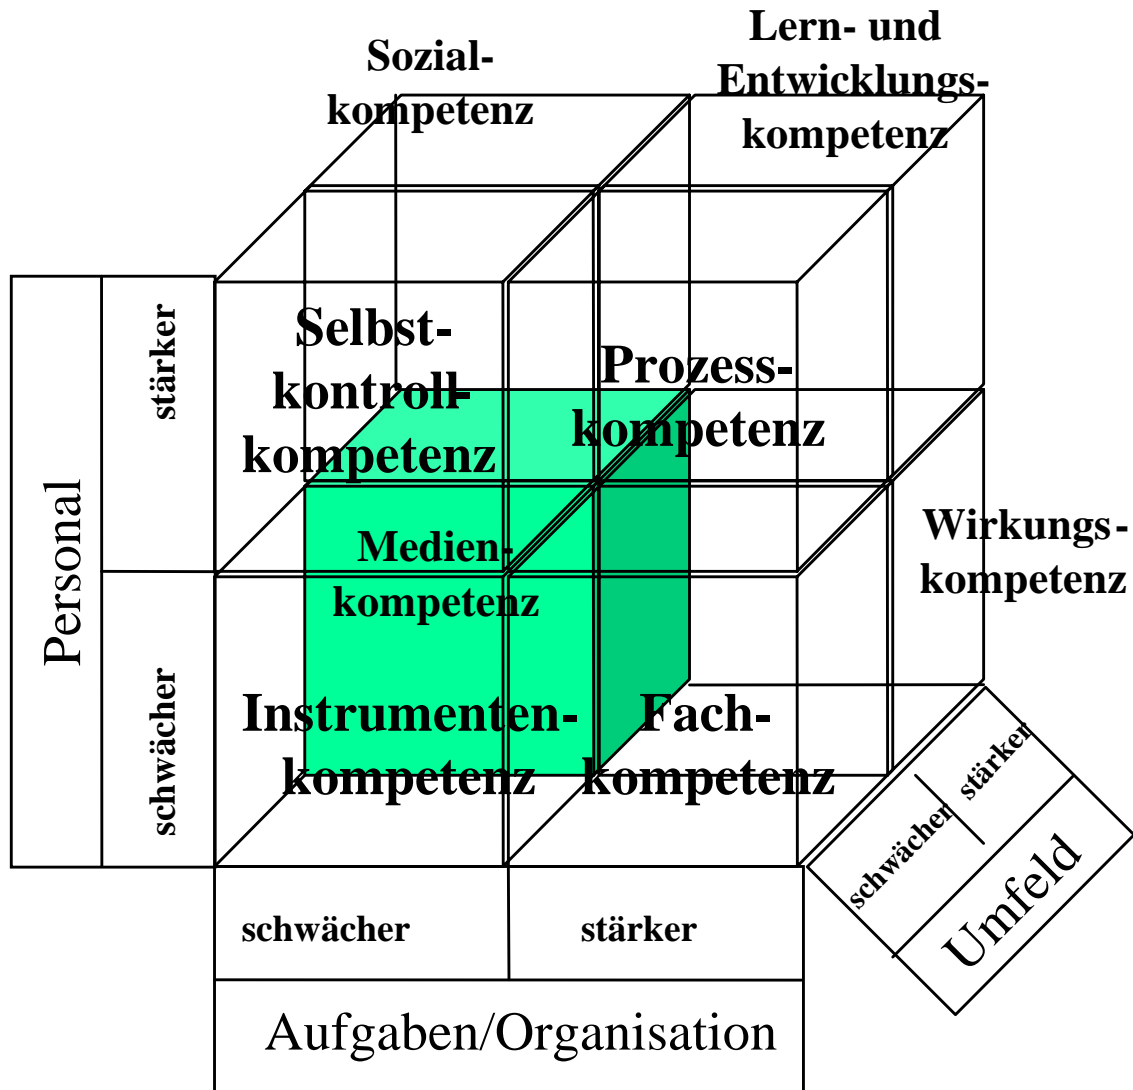 Sozial-
kompetenz
Lern- und
Entwicklungs-
kompetenz
Selbst-
kontroll-
kompetenz
Prozess-
kompetenz
Medien-
kompetenz
Wirkungs-
kompetenz
Instrumenten-
kompetenz
Fach-
kompetenz
Personal
stärker
schwächer
schwächer
stärker
Aufgaben/Organisation
schwächer
stärker
Umfeld